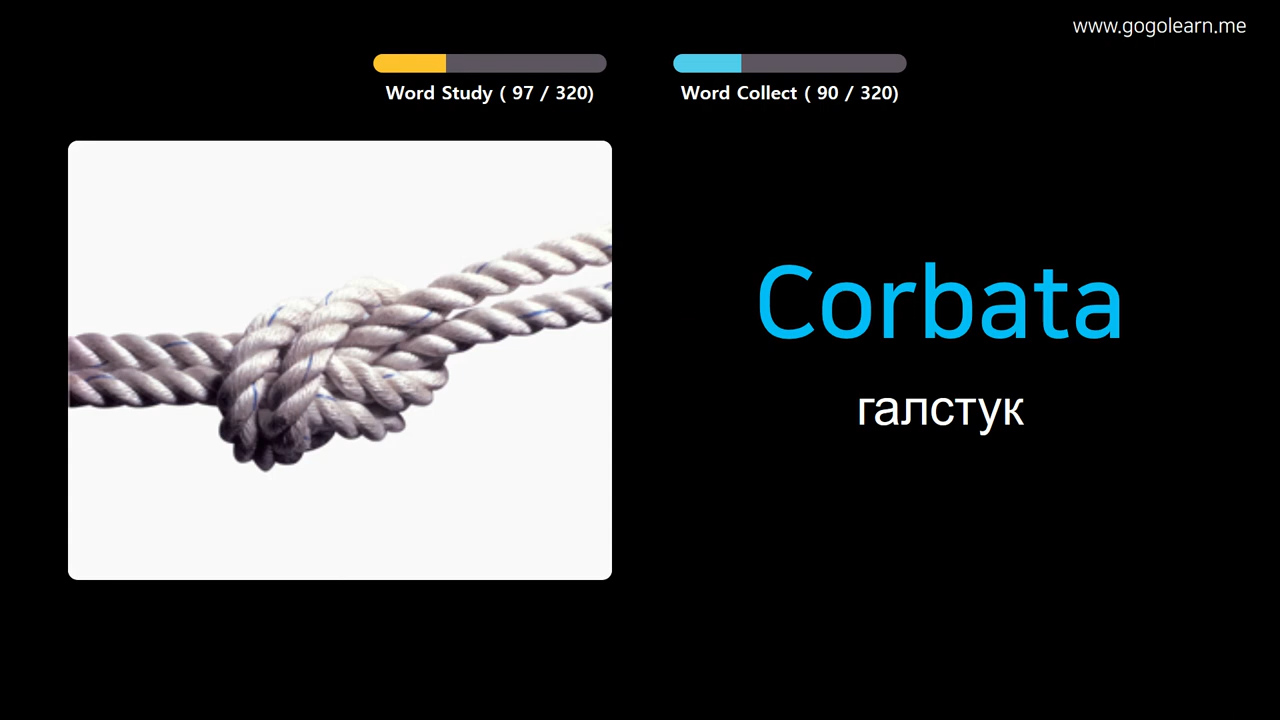 www.gogolearn.me
Word Study ( 97 / 320)
Word Collect ( 90 / 320)
Corbata
галстук